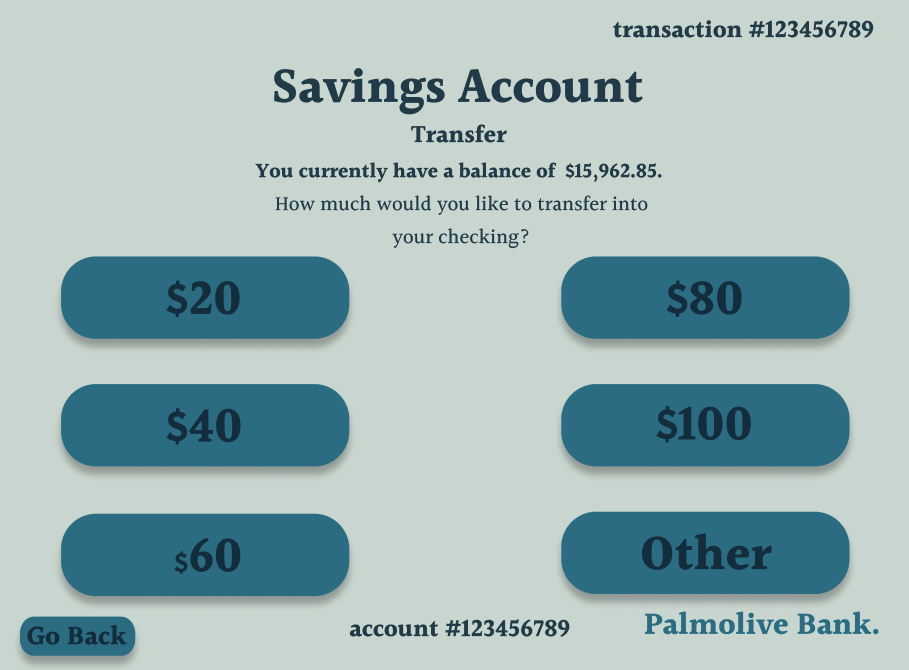 transaction #123456789
Savings Account
Transfer
You currently have a balance of $15,962.85.
How much would you like to transfer into
your checking?
$20
$80
$40
$100
$60
Other
Go Back
account #123456789
Palmolive Bank.